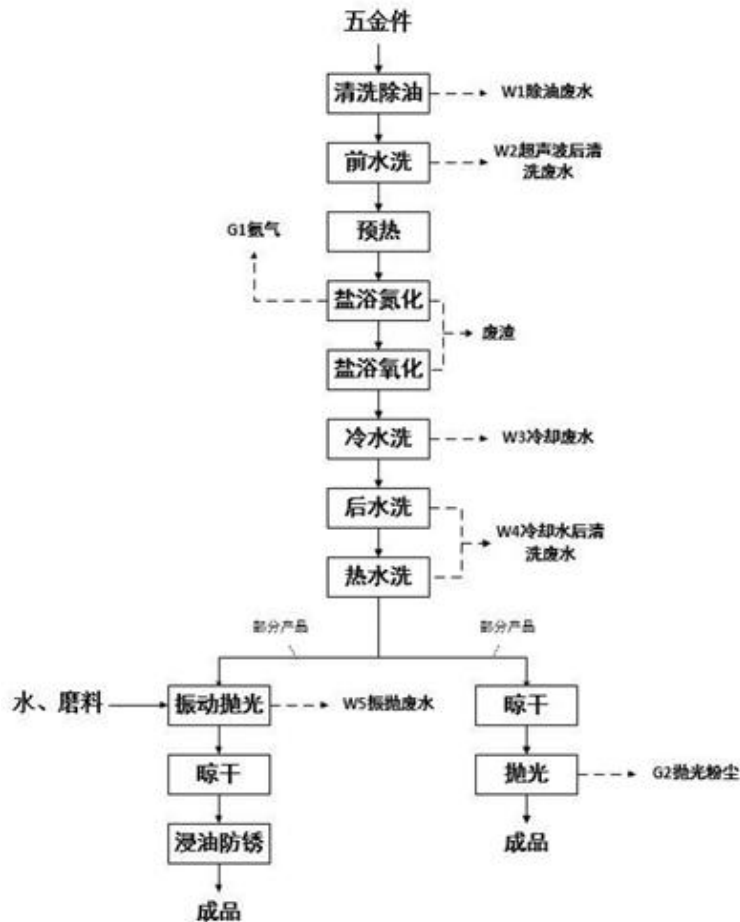 五金件
清洗除油
W1除油废水
前水洗
W2超声波后清
洗废水
预热
G1氨气
盐浴氮化
废渣
盐浴氧化
冷水洗
W3冷却废水
后水洗
W4冷却水后清
洗废水
热水洗
部分产品
部分产品
水、磨料
振动抛光
W5振抛废水
晾干
晾干
抛光
G2抛光粉尘
浸油防锈
成品
成品